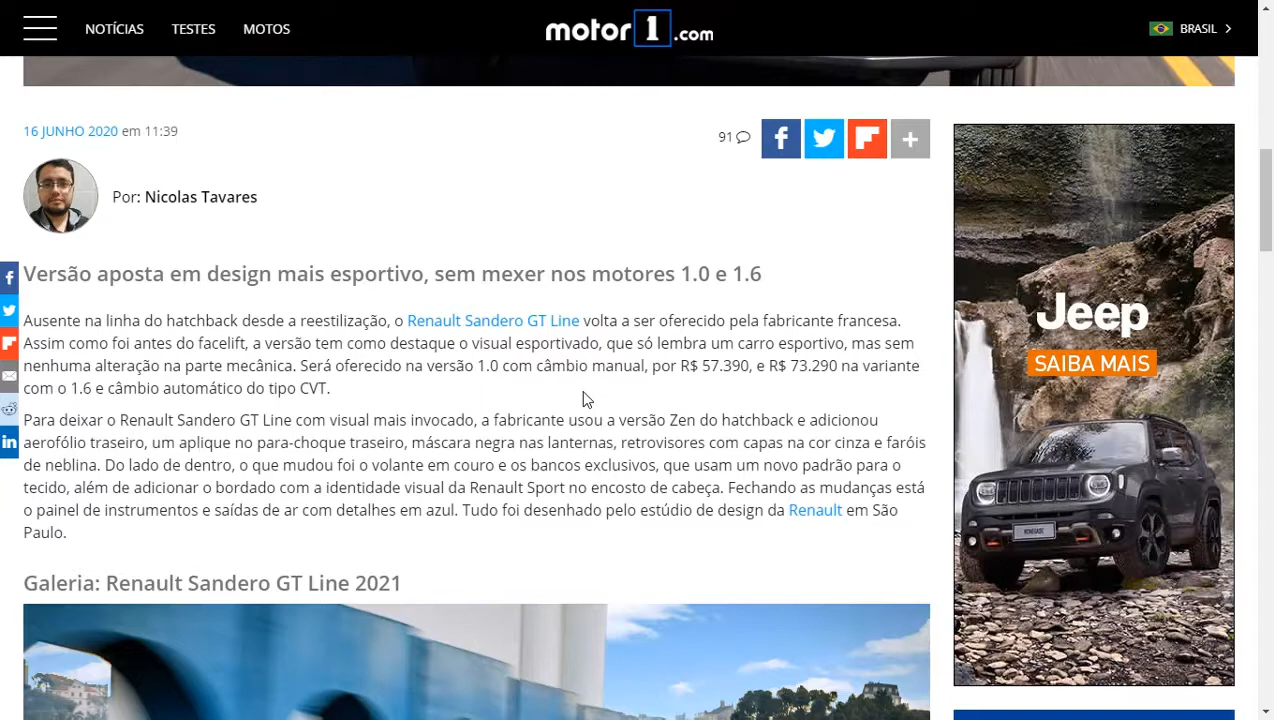 NOTÍCIAS TESTES MOTOS motor1.com BRASIL
16 JUNHO 2020 em 11:39
91
Por: Nicolas Tavares
Versão aposta em design mais esportivo, sem mexer nos motores 1.0 e 1.6
Ausente na linha do hatchback desde a reestilização, o Renault Sandero GT Line volta a ser oferecido pela fabricante francesa.
Assim como foi antes do facelift, a versão tem como destaque o visual esportivado, que só lembra um carro esportivo, mas sem
nenhuma alteração na parte mecânica. Será oferecido na versão 1.0 com câmbio manual, por R$ 57.390, e R$ 73.290 na variante
com o 1.6 e câmbio automático do tipo CVT.
Para deixar o Renault Sandero GT Line com visual mais invocado, a fabricante usou a versão Zen do hatchback e adicionou
aerofólio traseiro, um aplique no para-choque traseiro, máscara negra nas lanternas, retrovisores com capas na cor cinza e faróis
de neblina. Do lado de dentro, o que mudou foi o volante em couro e os bancos exclusivos, que usam um novo padrão para o
tecido, além de adicionar o bordado com a identidade visual da Renault Sport no encosto de cabeça. Fechando as mudanças está
o painel de instrumentos e saídas de ar com detalhes em azul. Tudo foi desenhado pelo estúdio de design da Renault em São
Paulo.
Galeria: Renault Sandero GT Line 2021
Jeep
SAIBA MAIS
RENEGADE